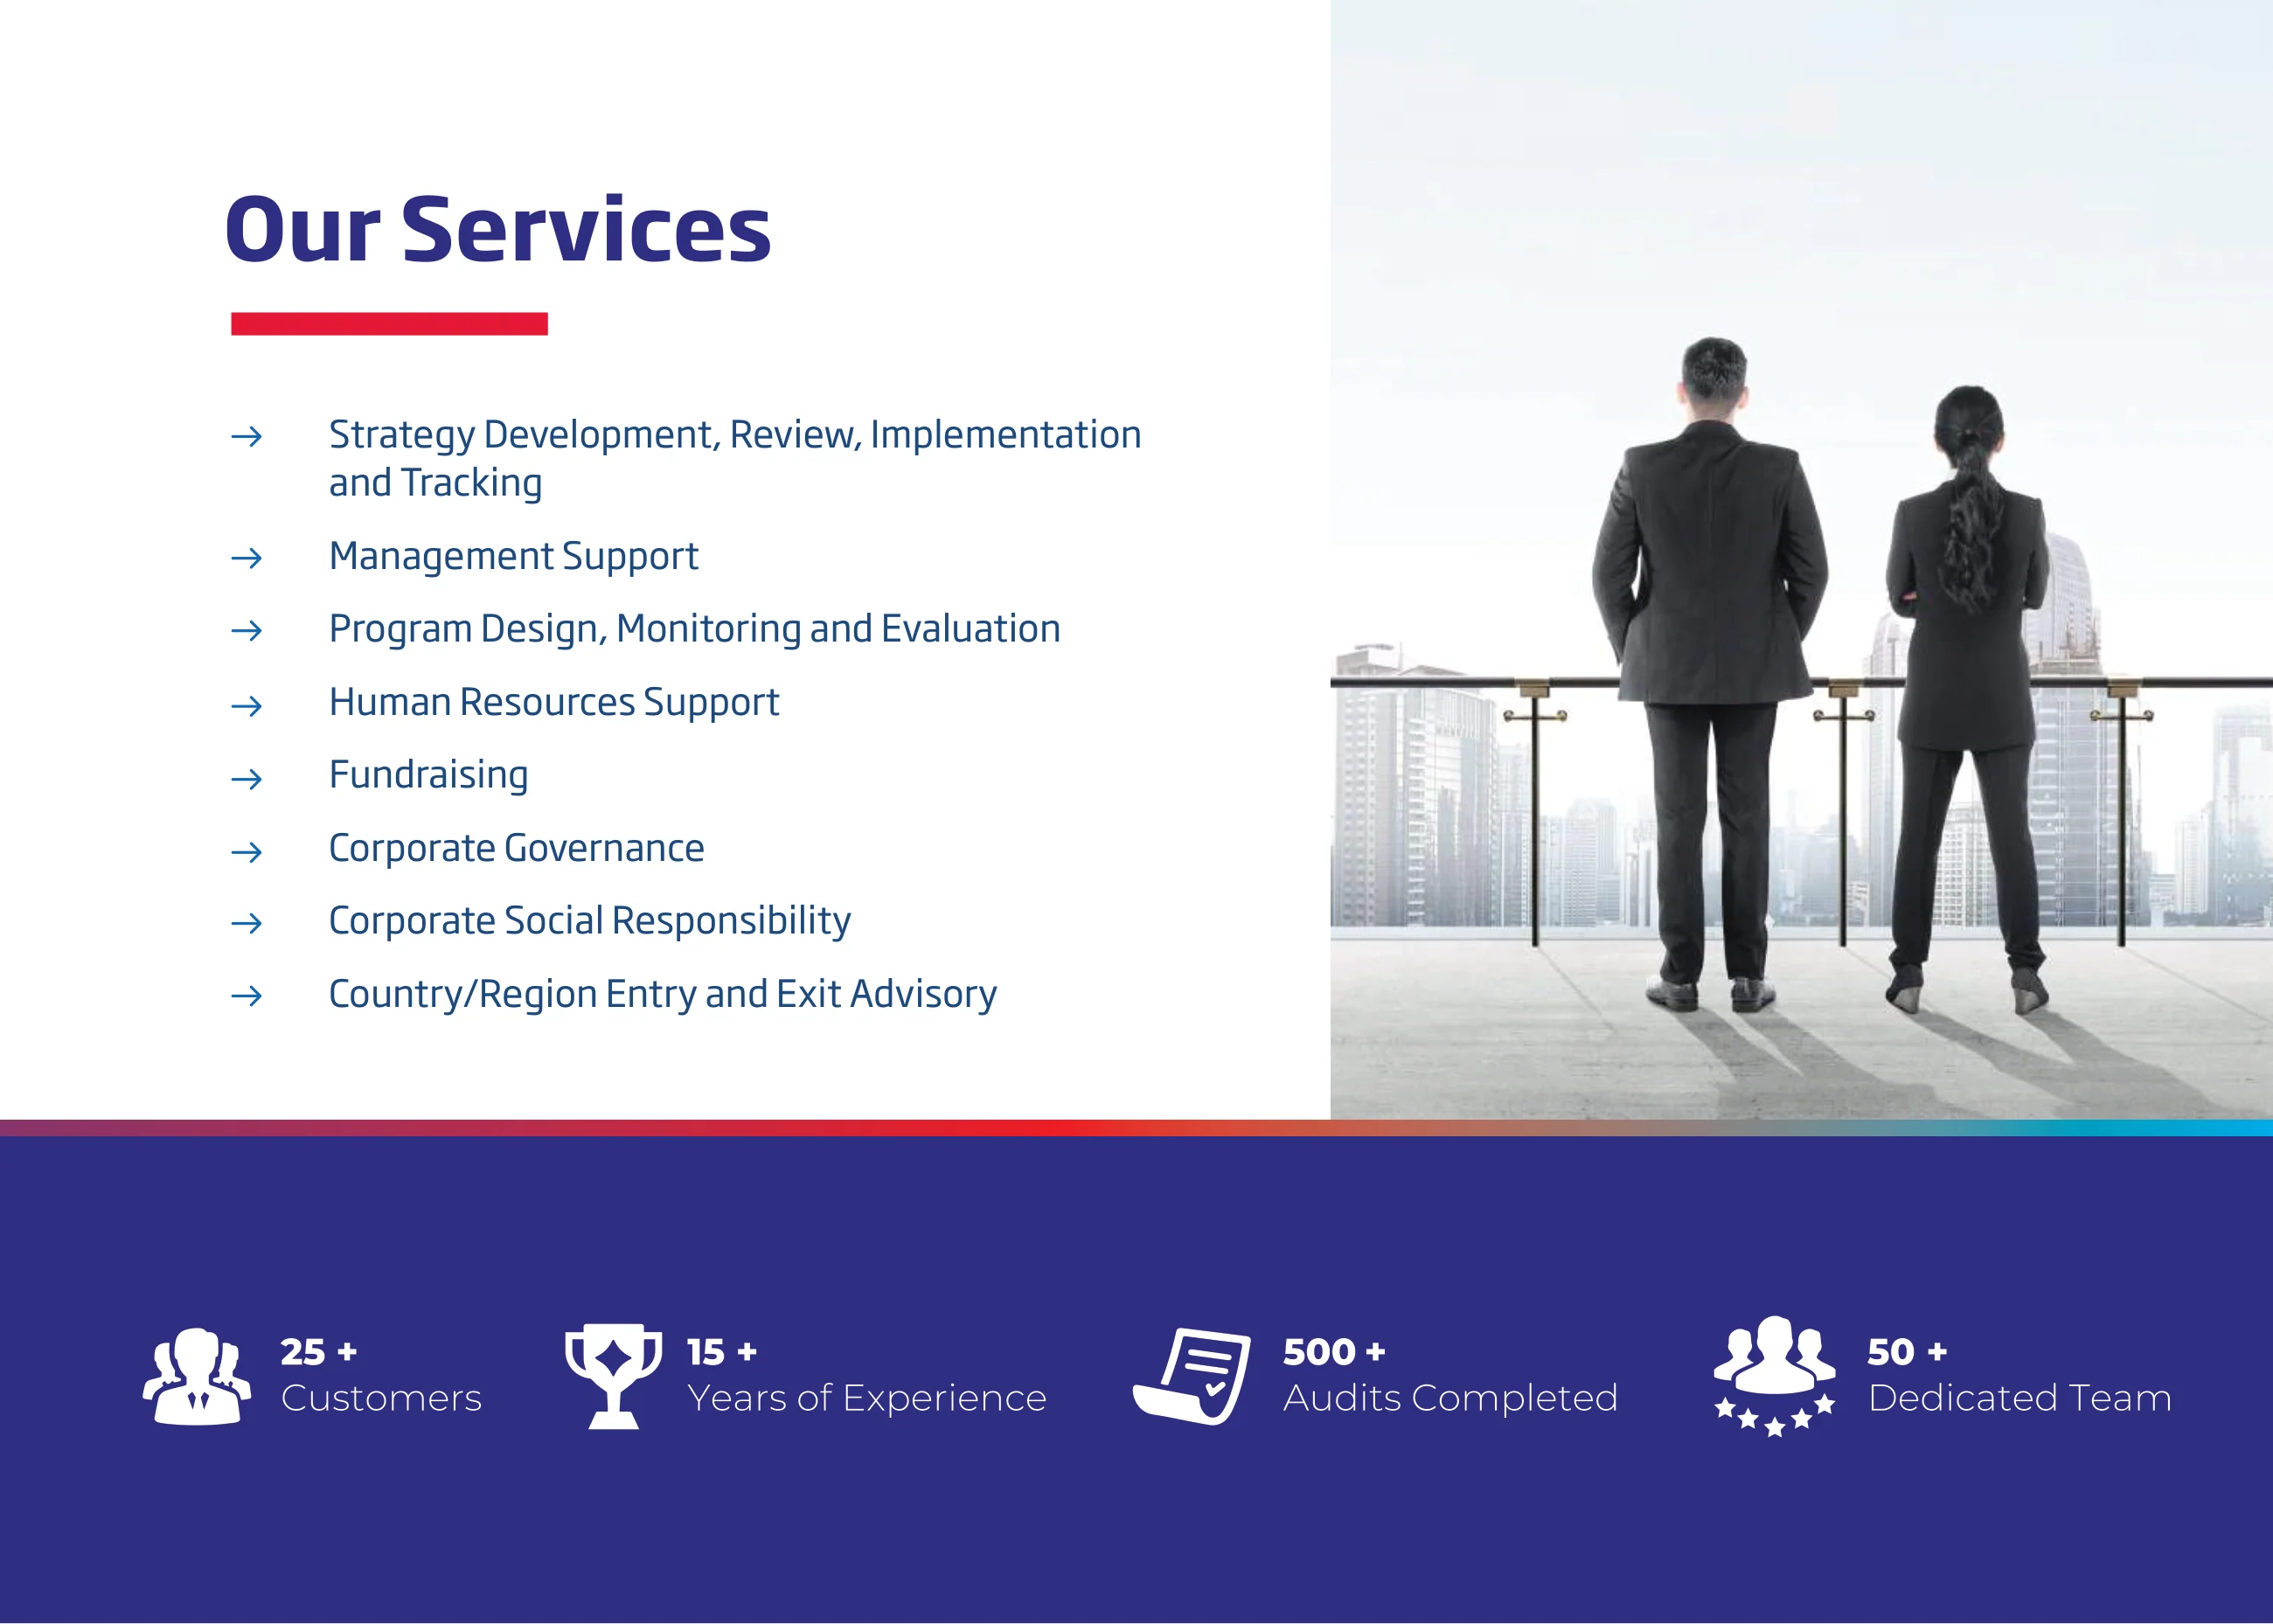 Our Services
→ Strategy Development, Review, Implementation
and Tracking
→ Management Support
→ Program Design, Monitoring and Evaluation
→ Human Resources Support
→ Fundraising
→ Corporate Governance
→ Corporate Social Responsibility
→ Country/Region Entry and Exit Advisory
25 +
Customers
15 +
Years of Experience
500 +
Audits Completed
50 +
Dedicated Team